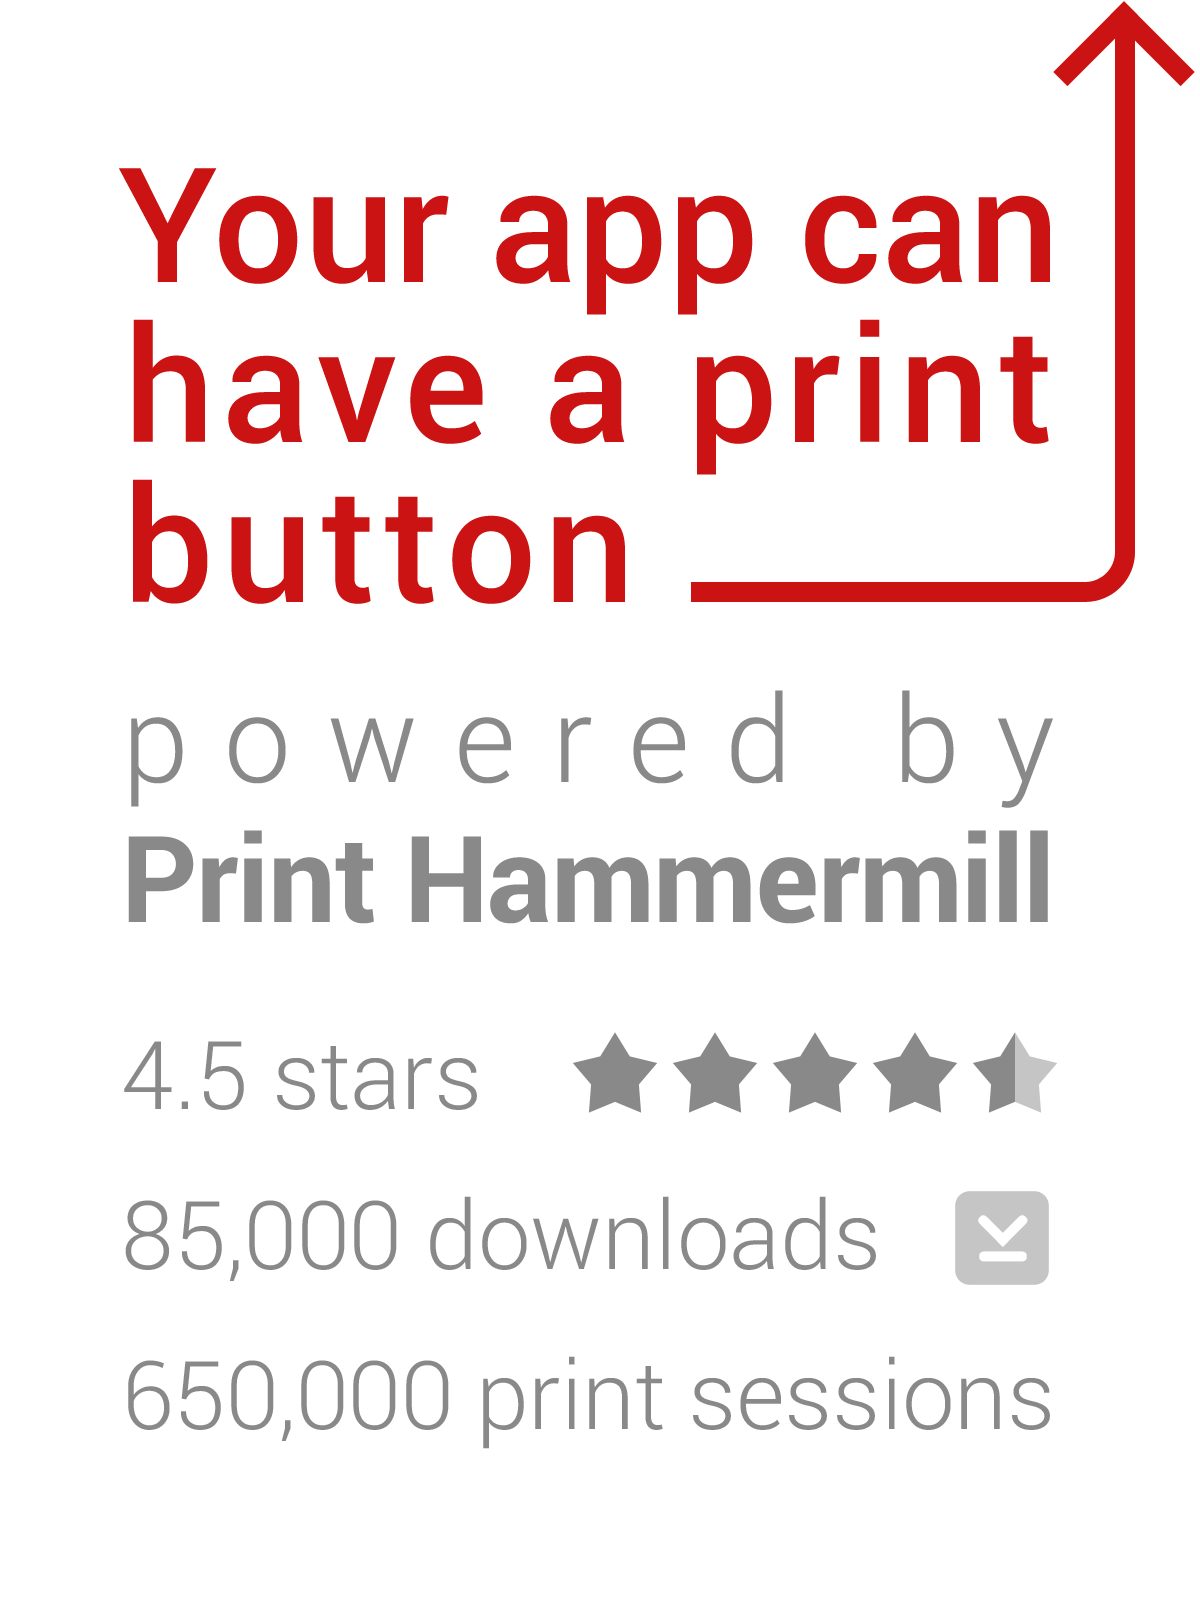 Your app can
have a print
button
powered by
Print Hammermill
4.5 stars
85,000 downloads
650,000 print sessions